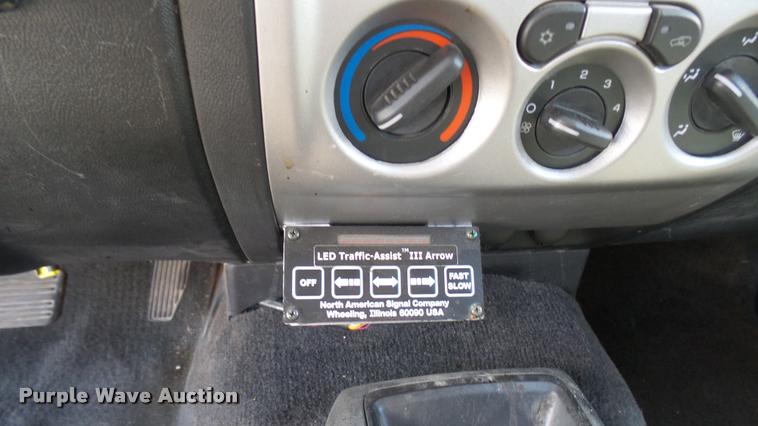 1
2
3
4
O
LED Traffic-Assist™ III Arrow
OFF
FAST
SLOW
North American Signal Company
Wheeling, Illinois 60090 USA
Purple Wave Auction